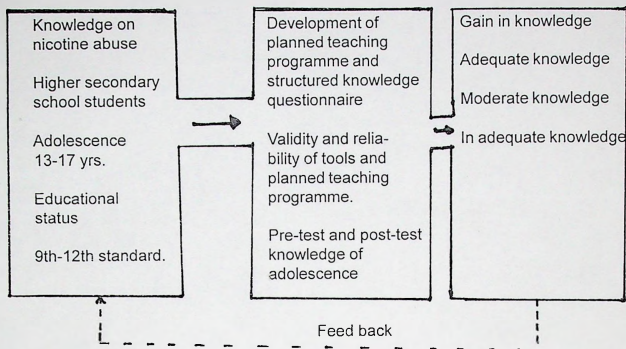 Knowledge on
nicotine abuse
Higher secondary
school students
Adolescence
13-17 yrs.
Educational
status
9th-12th standard.
Development of
planned teaching
programme and
structured knowledge
questionnaire
Validity and relia-
bility of tools and
planned teaching
programme.
Pre-test and post-test
knowledge of
adolescence
Gain in knowledge
Adequate knowledge
Moderate knowledge
In adequate knowledge
Feed back